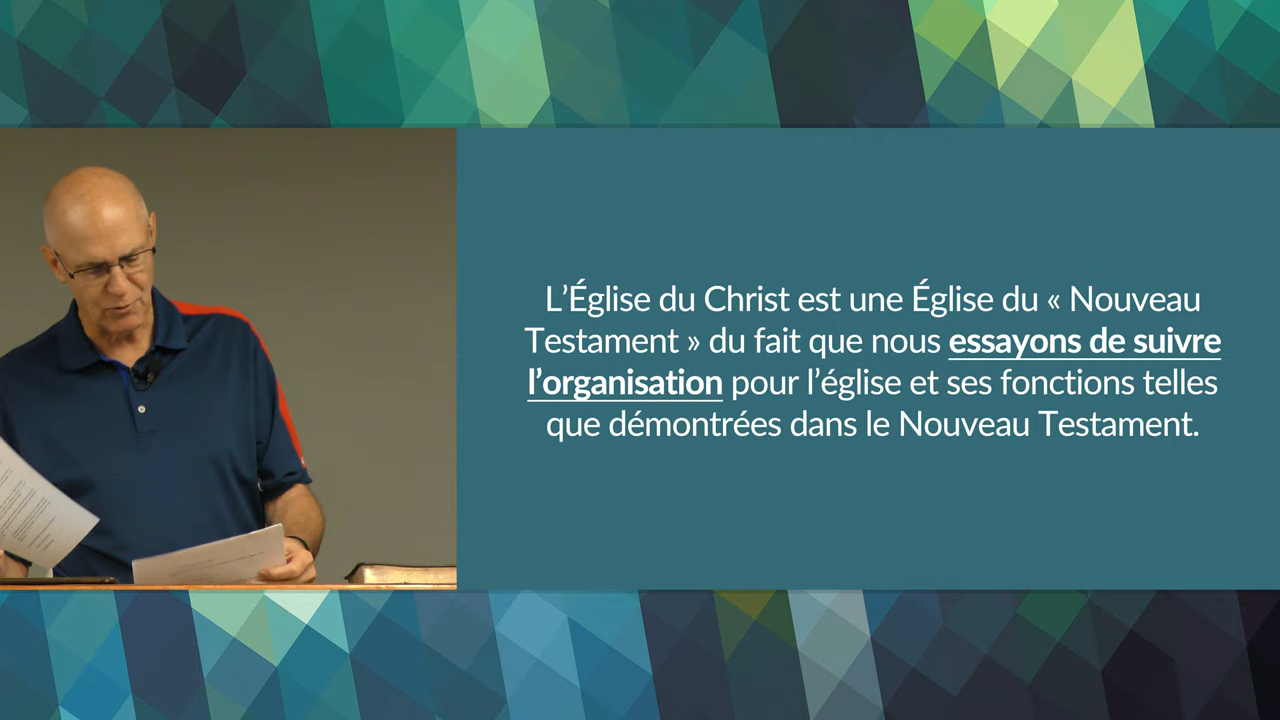 L’Église du Christ est une Église du « Nouveau
Testament » du fait que nous essayons de suivre
l’organisation pour l’église et ses fonctions telles
que démontrées dans le Nouveau Testament.